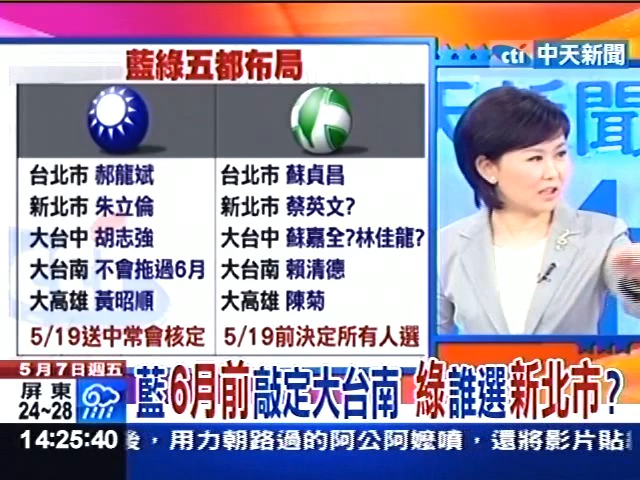 藍綠五都布局
cti 中天新聞
台北市 郝龍斌
新北市 朱立倫
大台中 胡志強
大台南 不會拖過6月
大高雄 黃昭順
5/19送中常會核定
台北市 蘇貞昌
新北市 蔡英文?
大台中 蘇嘉全?林佳龍?
大台南 賴清德
大高雄 陳菊
5/19前決定所有人選
天新聞
5月7日週五
屏東
24~28
藍6月前敲定大台南 綠誰選新北市?
14:25:40
，用力朝路過的阿公阿嬤噴，還將影片貼